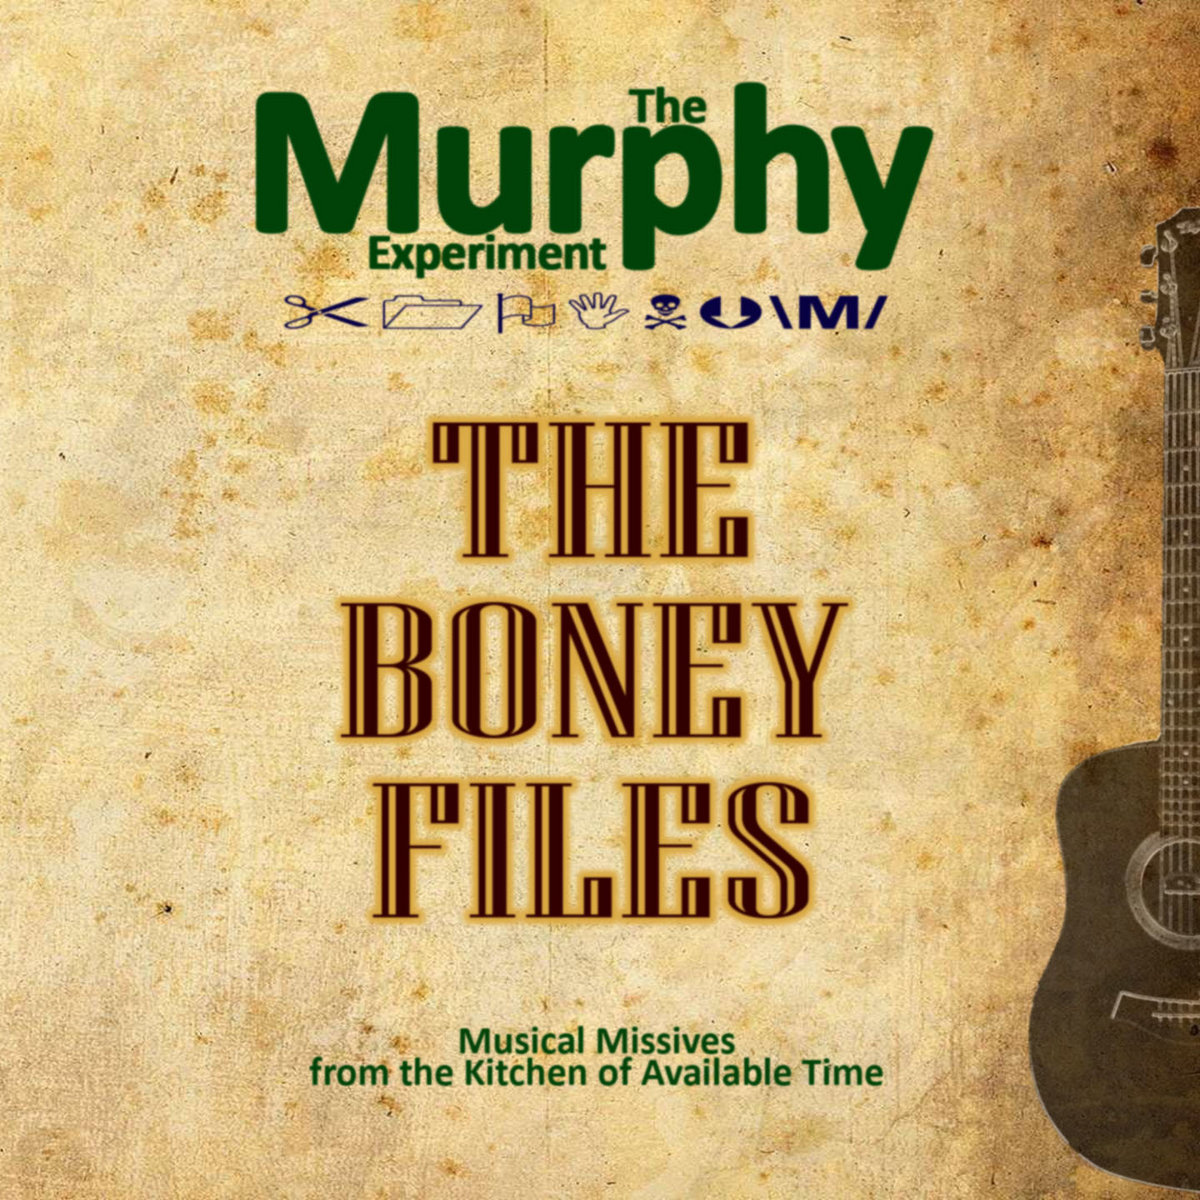 The
Murphy
Experiment
\M/
THE
BONEY
FILES
Musical Missives
from the Kitchen of Available Time